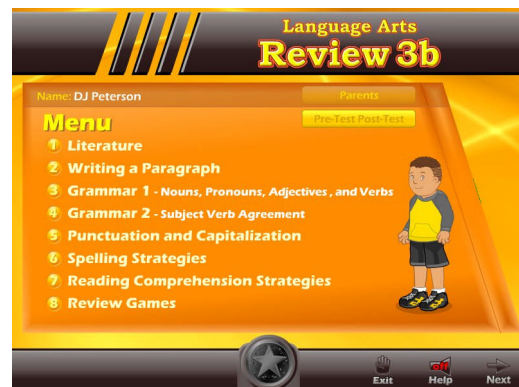 Language Arts
Review 3b
Name: DJ Peterson
Parents
Menu
Pre-Test Post-Test
1 Literature
2 Writing a Paragraph
3 Grammar 1 - Nouns, Pronouns, Adjectives, and Verbs
4 Grammar 2 - Subject Verb Agreement
5 Punctuation and Capitalization
6 Spelling Strategies
7 Reading Comprehension Strategies
8 Review Games
off
Exit Help Next